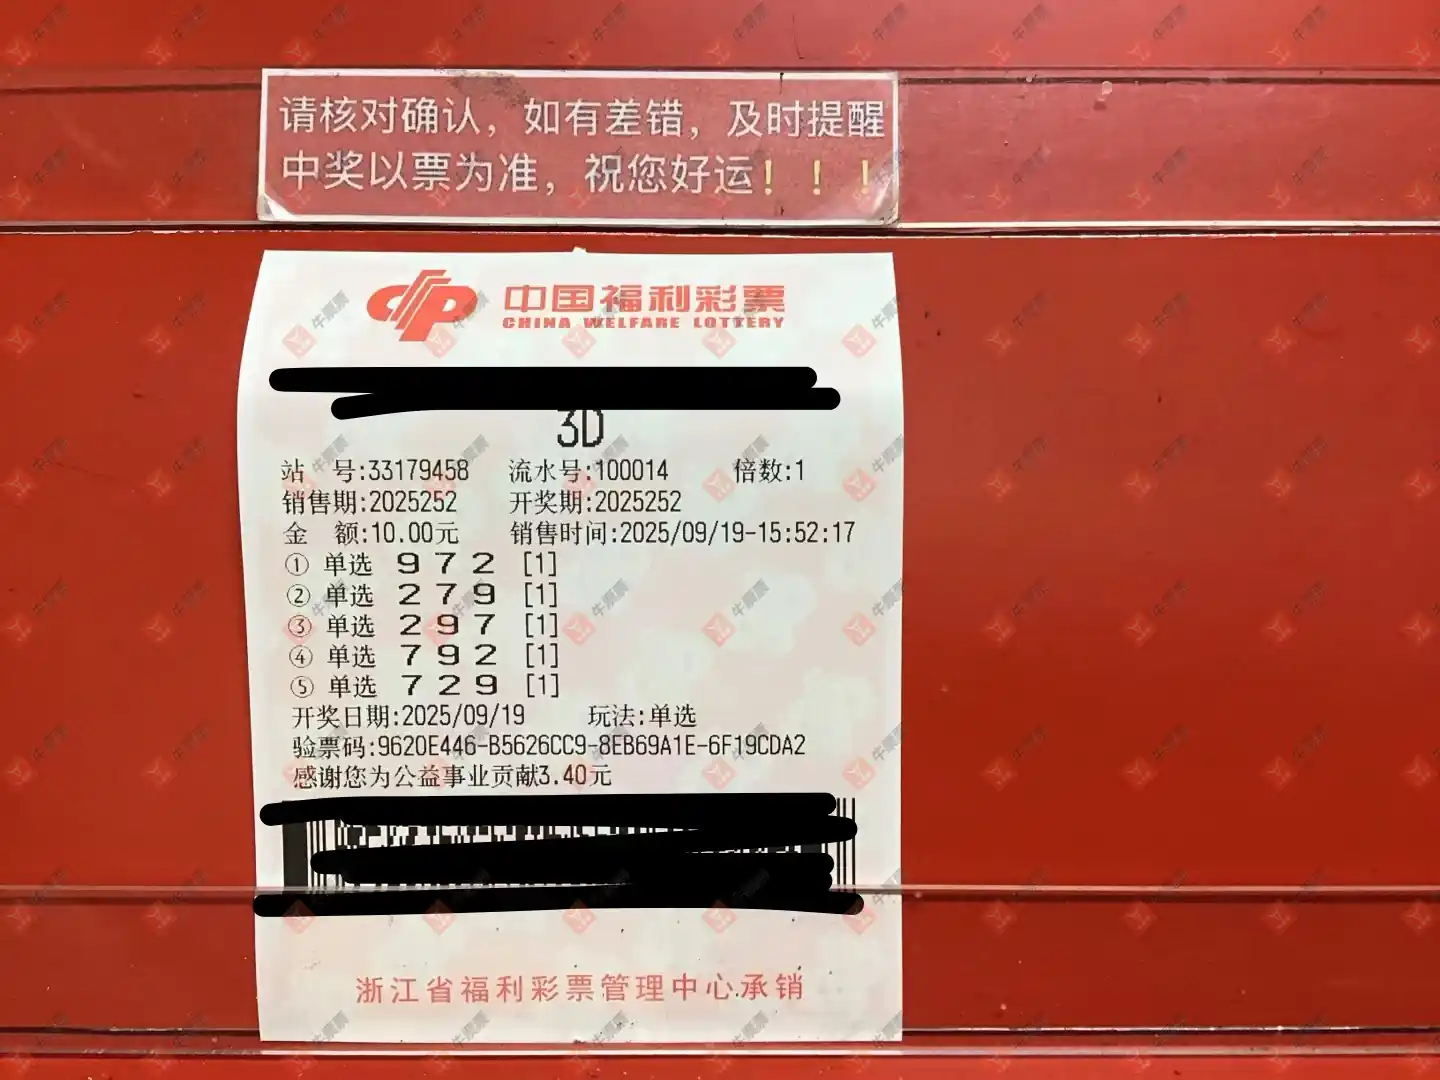 请核对确认，如有差错，及时提醒
中奖以票为准，祝您好运！！！
中国福利彩票
CHINA WELFARE LOTTERY
3D
站 号:33179458 流水号:100014 倍数:1
销售期:2025252 开奖期:2025252
金 额:10.00元 销售时间:2025/09/19-15:52:17
① 单选 9 7 2 [1]
② 单选 2 7 9 [1]
③ 单选 2 9 7 [1]
④ 单选 7 9 2 [1]
⑤ 单选 7 2 9 [1]
开奖日期:2025/09/19 玩法:单选
验票码:9620E446-B5626CC9-8EB69A1E-6F19CDA2
感谢您为公益事业贡献3.40元
浙江省福利彩票管理中心承销